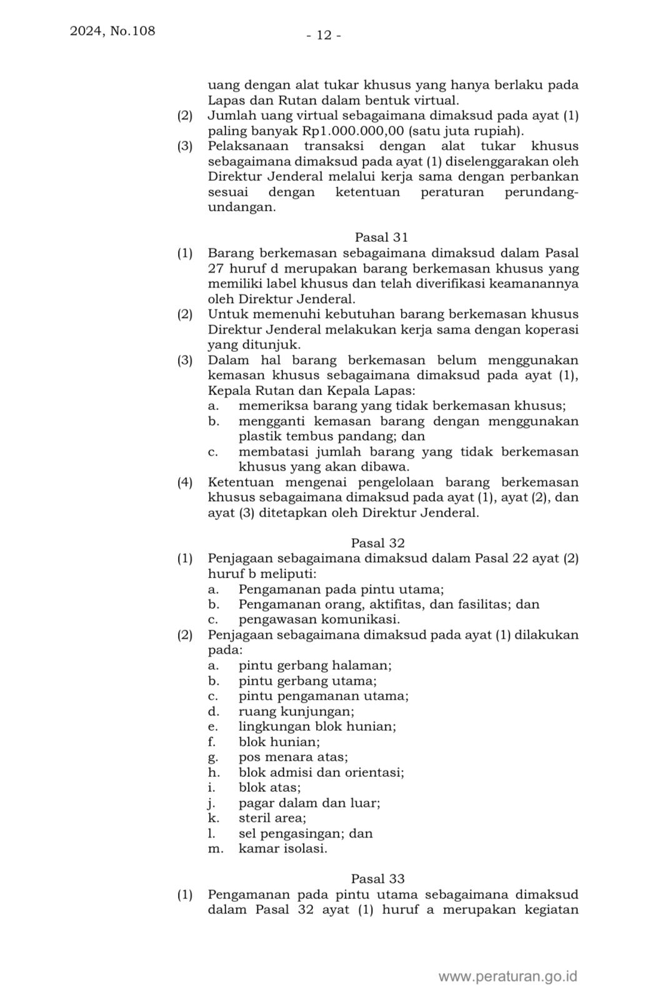 2024, No.108
- 12 -
uang dengan alat tukar khusus yang hanya berlaku pada
Lapas dan Rutan dalam bentuk virtual.
(2) Jumlah uang virtual sebagaimana dimaksud pada ayat (1)
paling banyak Rp1.000.000,00 (satu juta rupiah).
(3) Pelaksanaan transaksi dengan alat tukar khusus
sebagaimana dimaksud pada ayat (1) diselenggarakan oleh
Direktur Jenderal melalui kerja sama dengan perbankan
sesuai dengan ketentuan peraturan perundang-
undangan.
Pasal 31
(1) Barang berkemasan sebagaimana dimaksud dalam Pasal
27 huruf d merupakan barang berkemasan khusus yang
memiliki label khusus dan telah diverifikasi keamanannya
oleh Direktur Jenderal.
(2) Untuk memenuhi kebutuhan barang berkemasan khusus
Direktur Jenderal melakukan kerja sama dengan koperasi
yang ditunjuk.
(3) Dalam hal barang berkemasan belum menggunakan
kemasan khusus sebagaimana dimaksud pada ayat (1),
Kepala Rutan dan Kepala Lapas:
a. memeriksa barang yang tidak berkemasan khusus;
b. mengganti kemasan barang dengan menggunakan
plastik tembus pandang; dan
c. membatasi jumlah barang yang tidak berkemasan
khusus yang akan dibawa.
(4) Ketentuan mengenai pengelolaan barang berkemasan
khusus sebagaimana dimaksud pada ayat (1), ayat (2), dan
ayat (3) ditetapkan oleh Direktur Jenderal.
Pasal 32
(1) Penjagaan sebagaimana dimaksud dalam Pasal 22 ayat (2)
huruf b meliputi:
a. Pengamanan pada pintu utama;
b. Pengamanan orang, aktifitas, dan fasilitas; dan
c. pengawasan komunikasi.
(2) Penjagaan sebagaimana dimaksud pada ayat (1) dilakukan
pada:
a. pintu gerbang halaman;
b. pintu gerbang utama;
c. pintu pengamanan utama;
d. ruang kunjungan;
e. lingkungan blok hunian;
f. blok hunian;
g. pos menara atas;
h. blok admisi dan orientasi;
i. blok atas;
j. pagar dalam dan luar;
k. steril area;
l. sel pengasingan; dan
m. kamar isolasi.
Pasal 33
(1) Pengamanan pada pintu utama sebagaimana dimaksud
dalam Pasal 32 ayat (1) huruf a merupakan kegiatan
www.peraturan.go.id